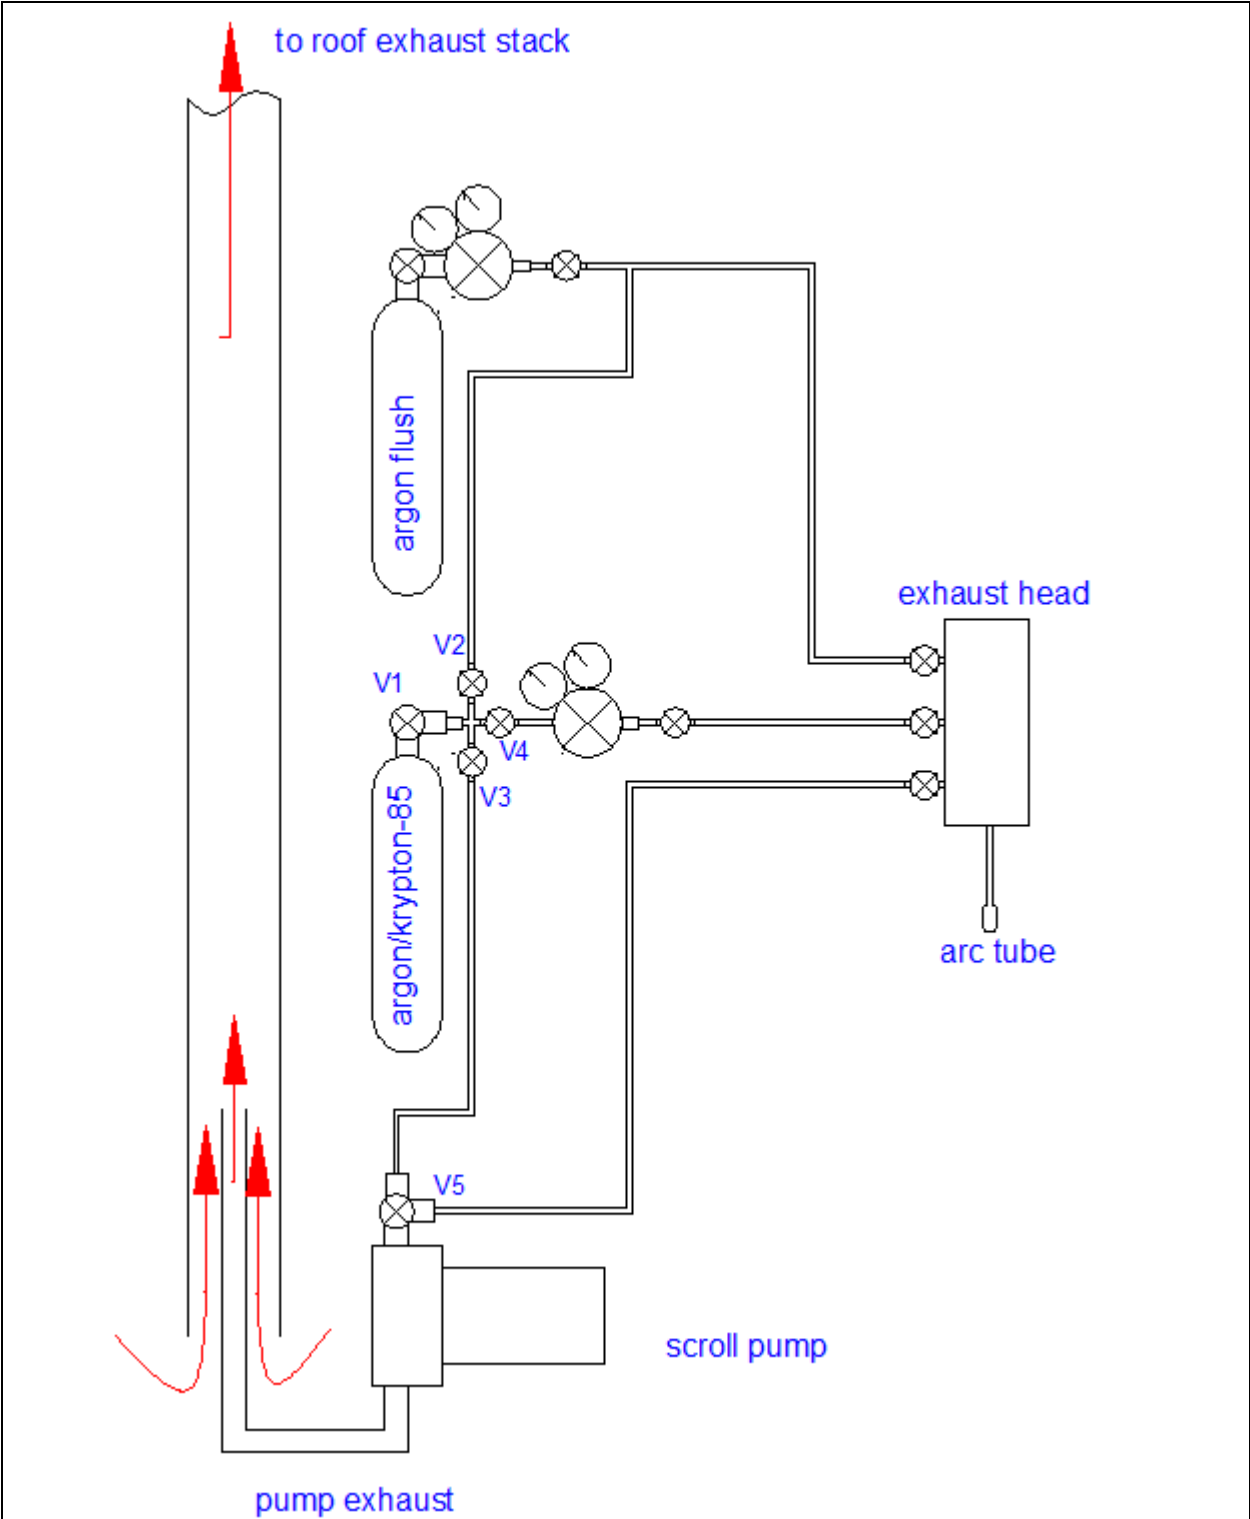 to roof exhaust stack
argon flush
exhaust head
V2
V1
V4
V3
argon/krypton-85
arc tube
V5
scroll pump
pump exhaust